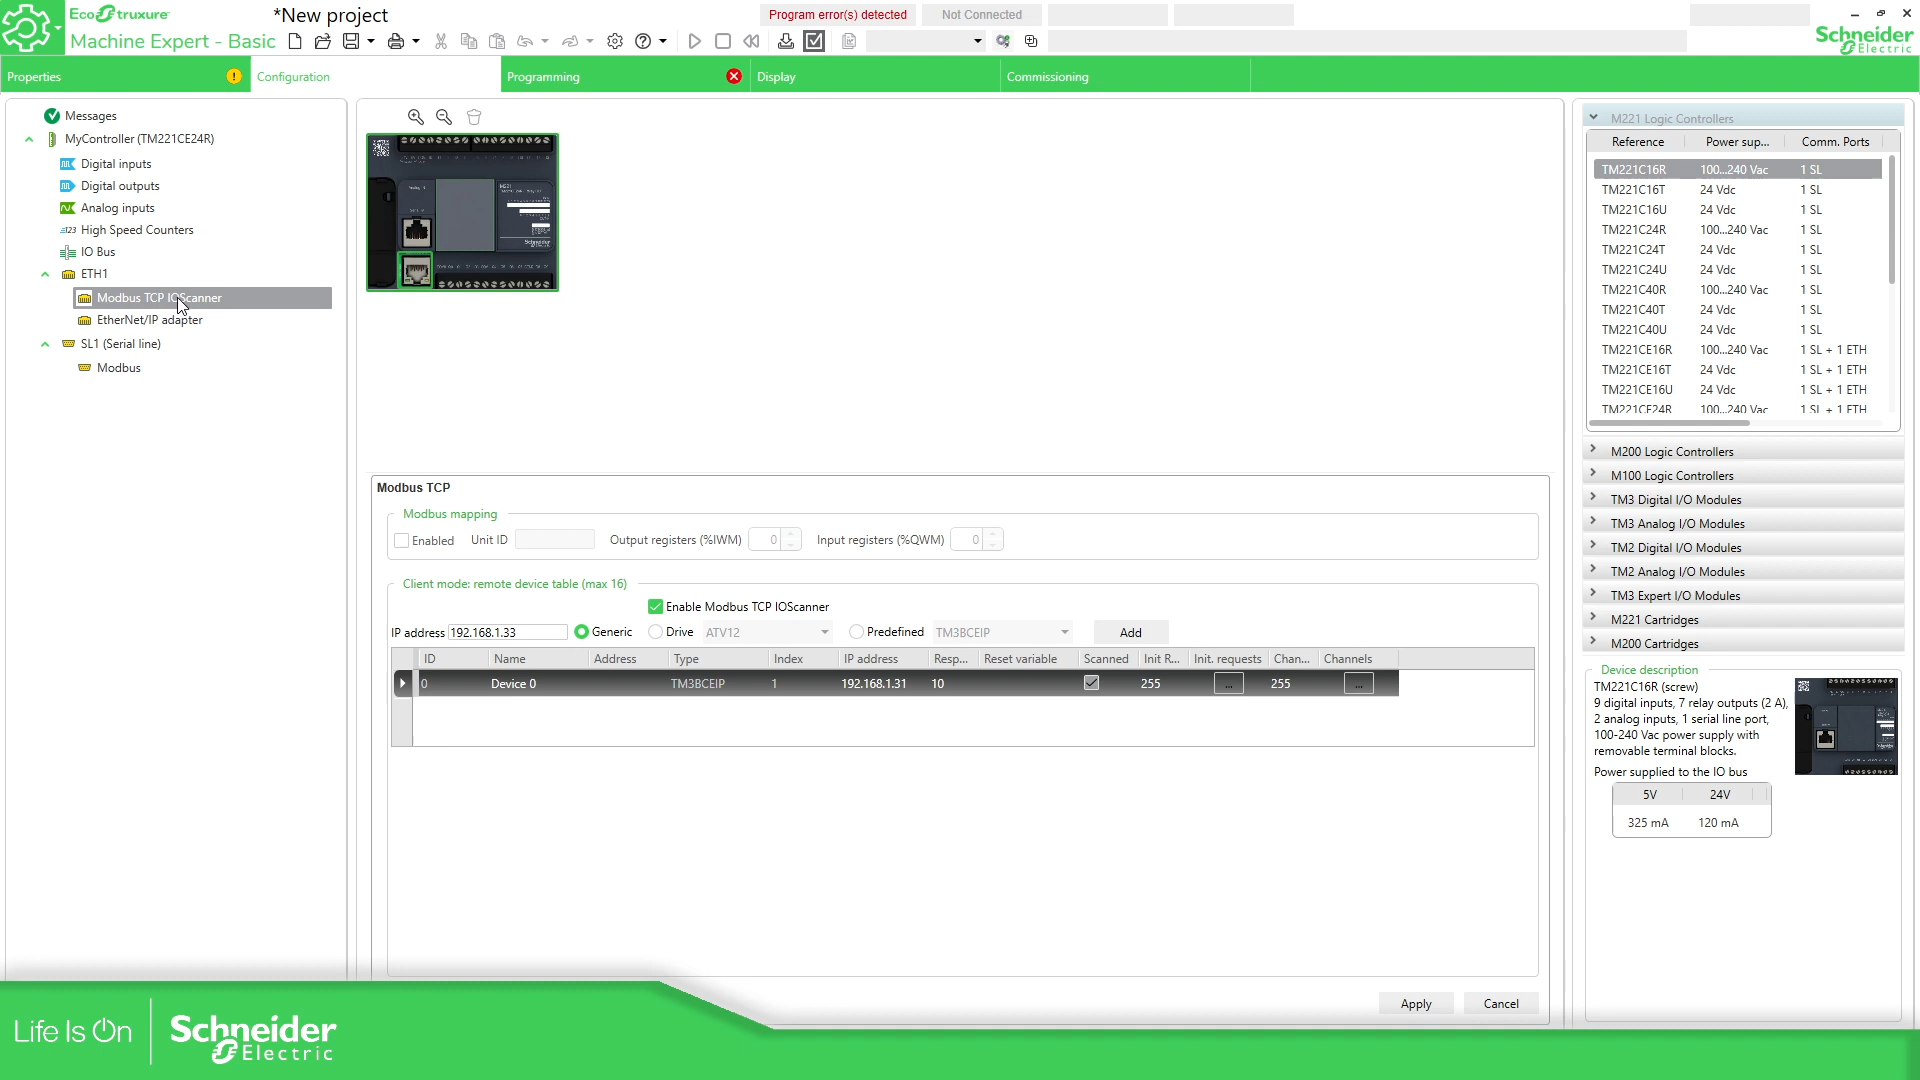 EcoStruxure
Machine Expert - Basic
*New project
Program error(s) detected
Not Connected
Schneider
Electric
Properties
Configuration
Programming
Display
Commissioning
Messages
MyController (TM221CE24R)
Digital inputs
Digital outputs
Analog inputs
High Speed Counters
IO Bus
ETH1
Modbus TCP IOScanner
EtherNet/IP adapter
SL1 (Serial line)
Modbus
Modbus TCP
Modbus mapping
Enabled Unit ID Output registers (%IWM) 0 Input registers (%QWM) 0
Client mode: remote device table (max 16)
Enable Modbus TCP IOScanner
IP address 192.168.1.33 Generic Drive ATV12 Predefined TM3BCEIP Add
ID Name Address Type Index IP address Resp... Reset variable Scanned Init R... Init. requests Chan... Channels
0 Device 0 TM3BCEIP 1 192.168.1.31 10 255 ... 255 ...
Apply Cancel
M221 Logic Controllers
Reference Power sup... Comm. Ports
TM221C16R 100...240 Vac 1 SL
TM221C16T 24 Vdc 1 SL
TM221C16U 24 Vdc 1 SL
TM221C24R 100...240 Vac 1 SL
TM221C24T 24 Vdc 1 SL
TM221C24U 24 Vdc 1 SL
TM221C40R 100...240 Vac 1 SL
TM221C40T 24 Vdc 1 SL
TM221C40U 24 Vdc 1 SL
TM221CE16R 100...240 Vac 1 SL + 1 ETH
TM221CE16T 24 Vdc 1 SL + 1 ETH
TM221CE16U 24 Vdc 1 SL + 1 ETH
TM221CE24R 100...240 Vac 1 SL + 1 ETH
M200 Logic Controllers
M100 Logic Controllers
TM3 Digital I/O Modules
TM3 Analog I/O Modules
TM2 Digital I/O Modules
TM2 Analog I/O Modules
TM3 Expert I/O Modules
M221 Cartridges
M200 Cartridges
Device description
TM221C16R (screw)
9 digital inputs, 7 relay outputs (2 A),
2 analog inputs, 1 serial line port,
100-240 Vac power supply with
removable terminal blocks.
Power supplied to the IO bus
5V 24V
325 mA 120 mA
Life Is On
Schneider
Electric